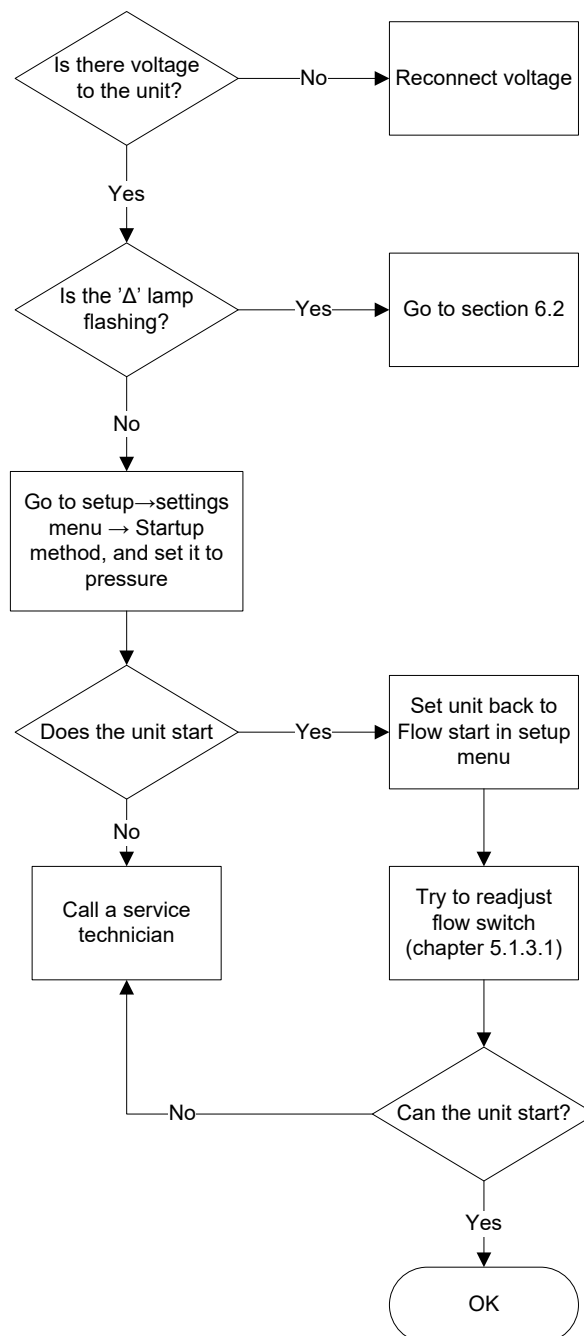 Is there voltage
to the unit?
No
Reconnect voltage
Yes
Is the ’Δ’ lamp
flashing?
Yes
Go to section 6.2
No
Go to setup→settings
menu → Startup
method, and set it to
pressure
Does the unit start
Yes
Set unit back to
Flow start in setup
menu
No
Call a service
technician
Try to readjust
flow switch
(chapter 5.1.3.1)
No
Can the unit start?
Yes
OK